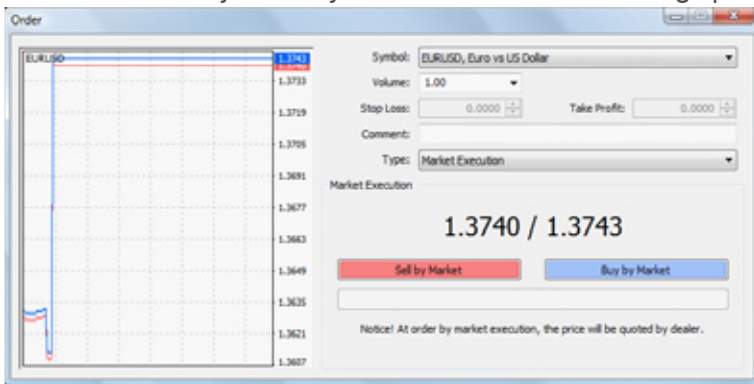 Order
EURUSD
1.3743
1.3733
1.3719
1.3705
1.3691
1.3677
1.3663
1.3649
1.3635
1.3621
1.3607
Symbol: EURUSD, Euro vs US Dollar
Volume: 1.00
Stop Loss: 0.0000 Take Profit: 0.0000
Comment:
Type: Market Execution
Market Execution
1.3740 / 1.3743
Sell by Market Buy by Market
Notice! At order by market execution, the price will be quoted by dealer.